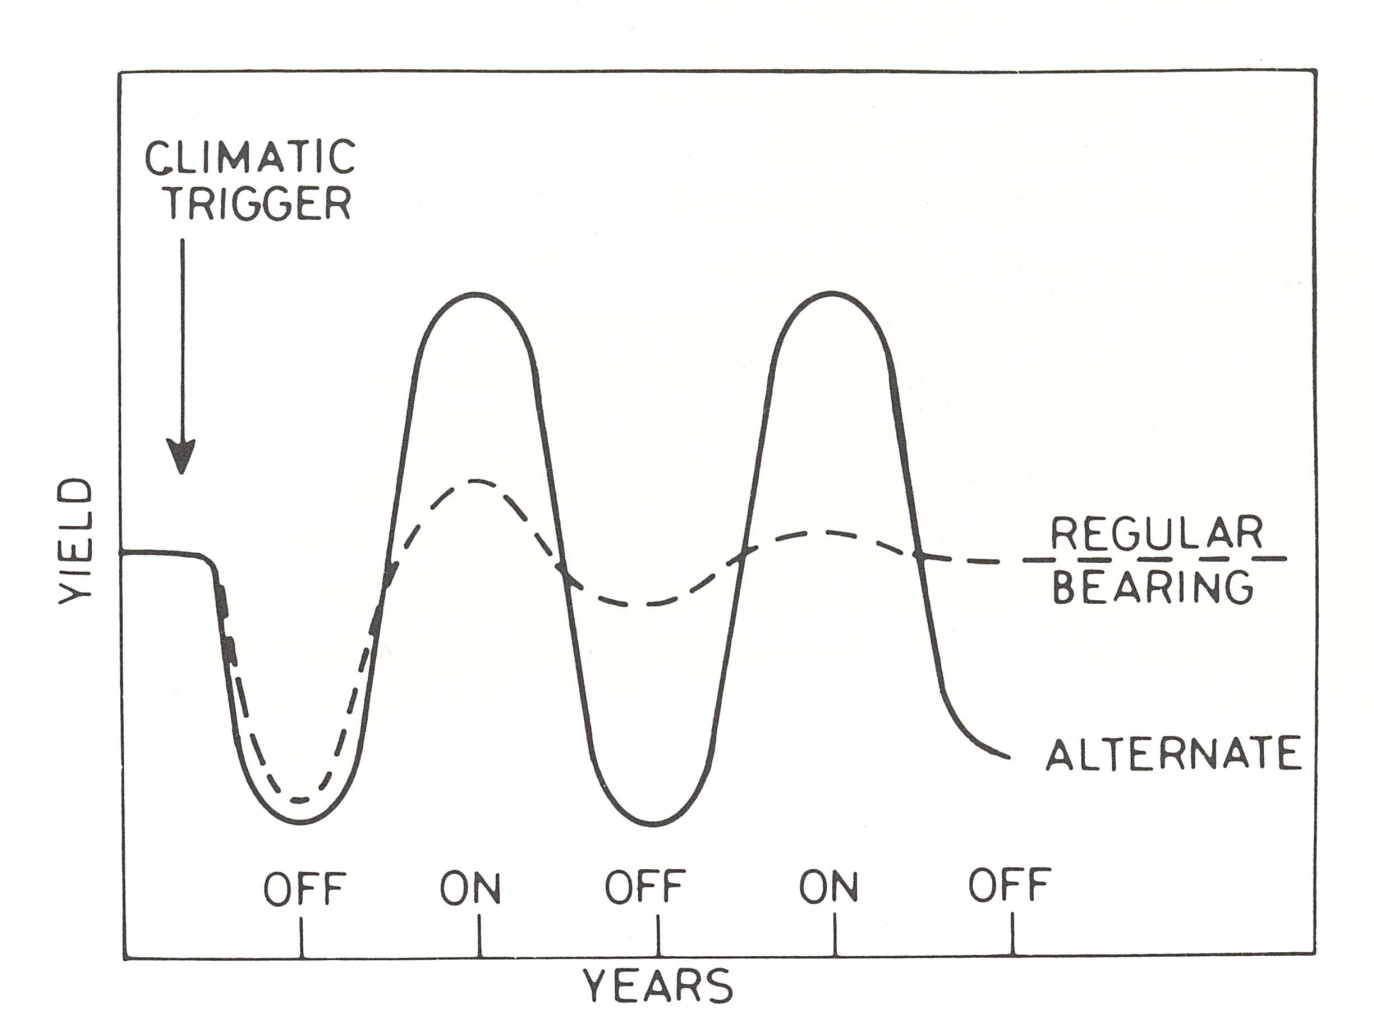 CLIMATIC
TRIGGER
YIELD
REGULAR
BEARING
ALTERNATE
OFF ON OFF ON OFF
YEARS